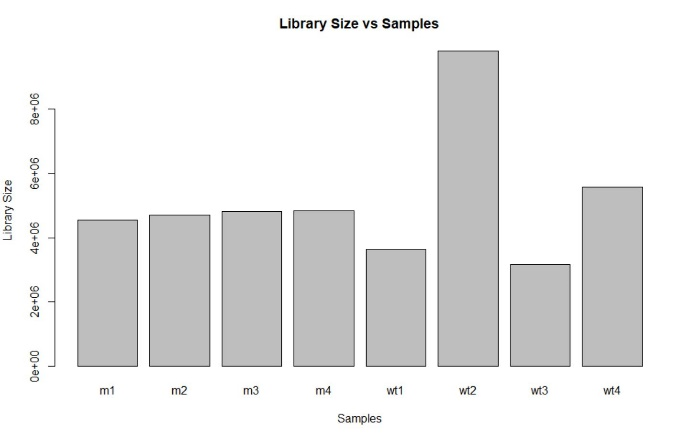 Library Size vs Samples
Library Size
8e+06
6e+06
4e+06
2e+06
0e+00
m1 m2 m3 m4 wt1 wt2 wt3 wt4
Samples